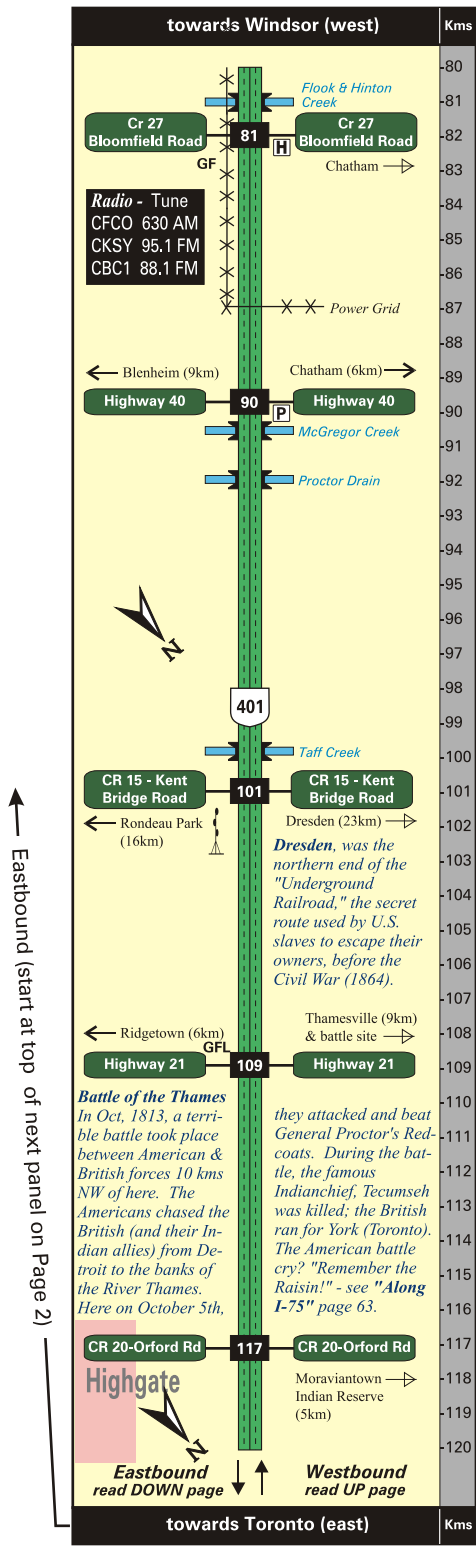 towards Windsor (west)
Kms
-80
Flook & Hinton
Creek
-81
Cr 27
Bloomfield Road
81
Cr 27
Bloomfield Road
-82
H
GF
Chatham
-83
Radio - Tune
CFCO 630 AM
CKSY 95.1 FM
CBC1 88.1 FM
-84
-85
-86
Power Grid
-87
-88
Blenheim (9km)
Chatham (6km)
-89
Highway 40
90
Highway 40
-90
P
McGregor Creek
-91
Proctor Drain
-92
-93
-94
-95
-96
N
-97
-98
401
-99
Taff Creek
-100
CR 15 - Kent
Bridge Road
101
CR 15 - Kent
Bridge Road
-101
Rondeau Park
(16km)
Dresden (23km)
-102
Dresden, was the
northern end of the
"Underground
Railroad," the secret
route used by U.S.
slaves to escape their
owners, before the
Civil War (1864).
-103
-104
-105
-106
-107
Ridgetown (6km)
Thamesville (9km)
& battle site
-108
GFL
Highway 21
109
Highway 21
-109
Battle of the Thames
In Oct, 1813, a terri-
ble battle took place
between American &
British forces 10 kms
NW of here. The
Americans chased the
British (and their In-
dian allies) from De-
troit to the banks of
the River Thames.
Here on October 5th,
they attacked and beat
General Proctor's Red-
coats. During the bat-
tle, the famous
Indianchief, Tecumseh
was killed; the British
ran for York (Toronto).
The American battle
cry? "Remember the
Raisin!" - see "Along
I-75" page 63.
-110
-111
-112
-113
-114
-115
-116
CR 20-Orford Rd
117
CR 20-Orford Rd
-117
Highgate
Moraviantown
Indian Reserve
(5km)
-118
-119
N
-120
Eastbound
read DOWN page
Westbound
read UP page
towards Toronto (east)
Kms
Eastbound (start at top of next panel on Page 2)